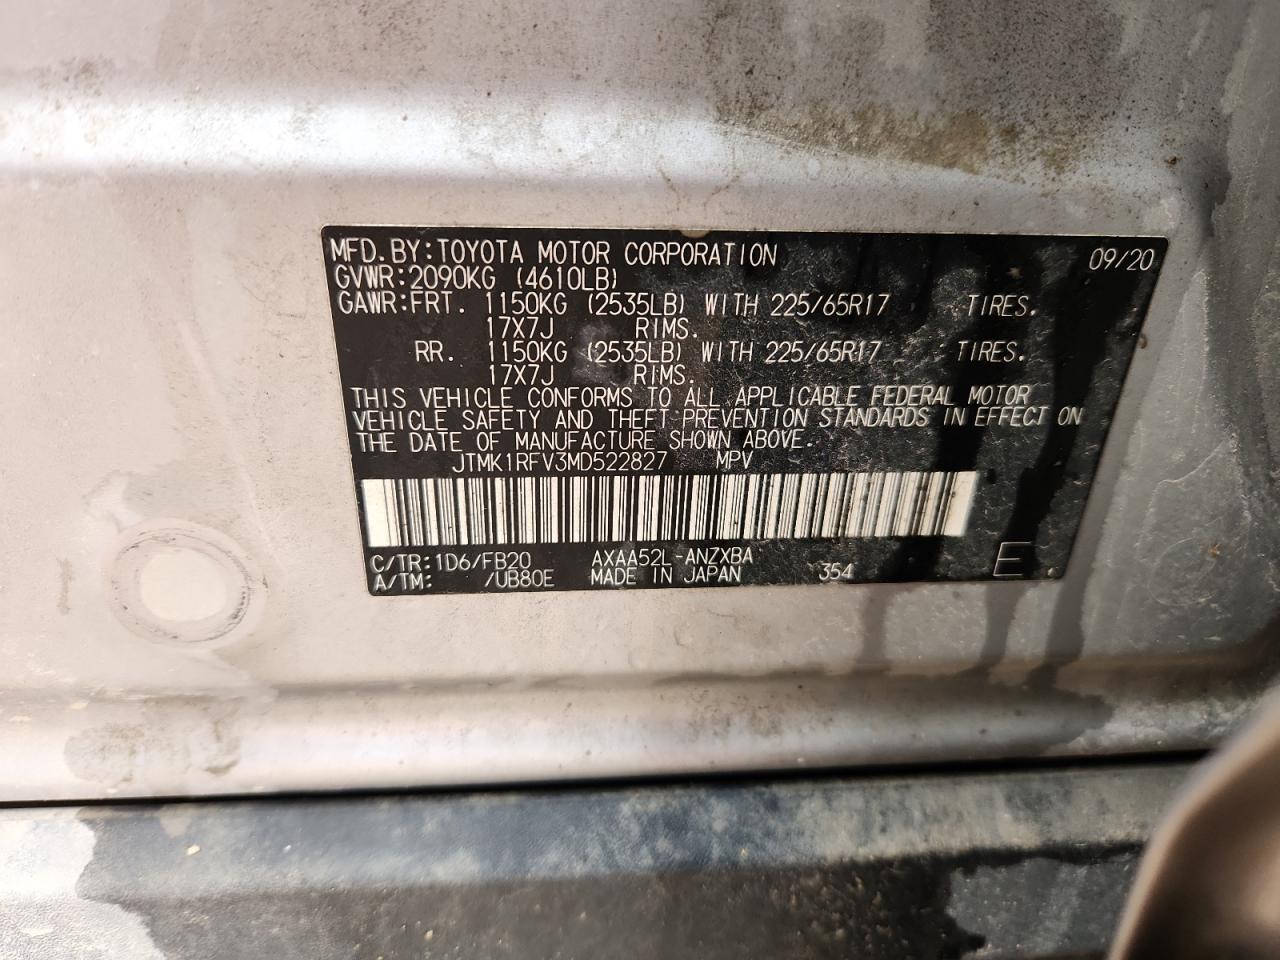 MFD.BY:TOYOTA MOTOR CORPORATION 09/20
GVWR:2090KG (4610LB)
GAWR:FRT. 1150KG (2535LB) WITH 225/65R17 TIRES.
17X7J RIMS.
RR. 1150KG (2535LB) WITH 225/65R17 TIRES.
17X7J RIMS.
THIS VEHICLE CONFORMS TO ALL APPLICABLE FEDERAL MOTOR
VEHICLE SAFETY AND THEFT PREVENTION STANDARDS IN EFFECT ON
THE DATE OF MANUFACTURE SHOWN ABOVE.
JTMK1RFV3MD522827 MPV
C/TR:1D6/FB20 AXAA52L-ANZXBA
A/TM: /UB80E MADE IN JAPAN 354 E